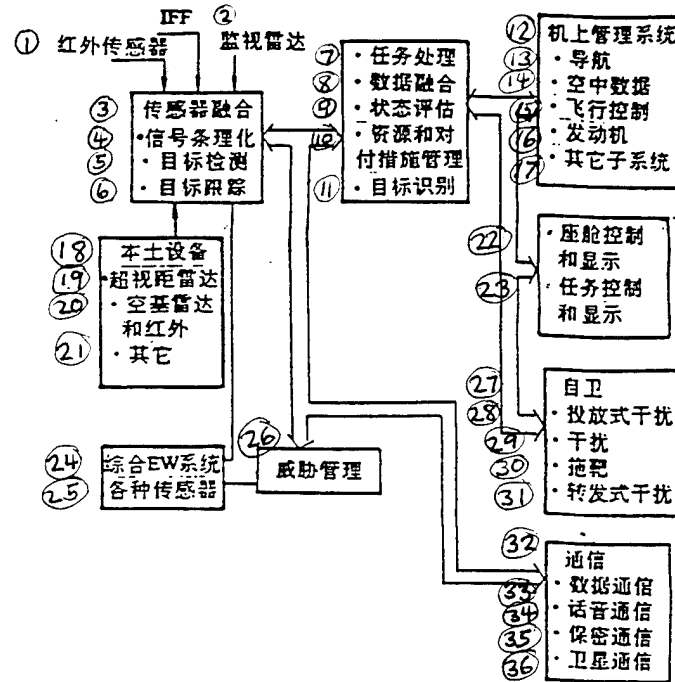 IFF
②
①
红外传感器
监视雷达
③ 传感器融合
④ ·信号条理化
⑤ ·目标检测
⑥ ·目标跟踪
⑦ ·任务处理
⑧ ·数据融合
⑨ ·状态评估
⑩ ·资源和对
付措施管理
⑪ ·目标识别
⑫ 机上管理系统
⑬ ·导航
⑭ ·空中数据
⑮ ·飞行控制
⑯ ·发动机
⑰ ·其它子系统
⑱ 本土设备
⑲ ·超视距雷达
⑳ ·空基雷达
和红外
㉑ ·其它
㉒ ·座舱控制
和显示
㉓ ·任务控制
和显示
㉔ 综合EW系统
㉕ 各种传感器
㉖ 威胁管理
㉗ 自卫
㉘ ·投放式干扰
㉙ ·干扰
㉚ ·拖靶
㉛ ·转发式干扰
㉜ 通信
㉝ ·数据通信
㉞ ·话音通信
㉟ ·保密通信
㊱ ·卫星通信